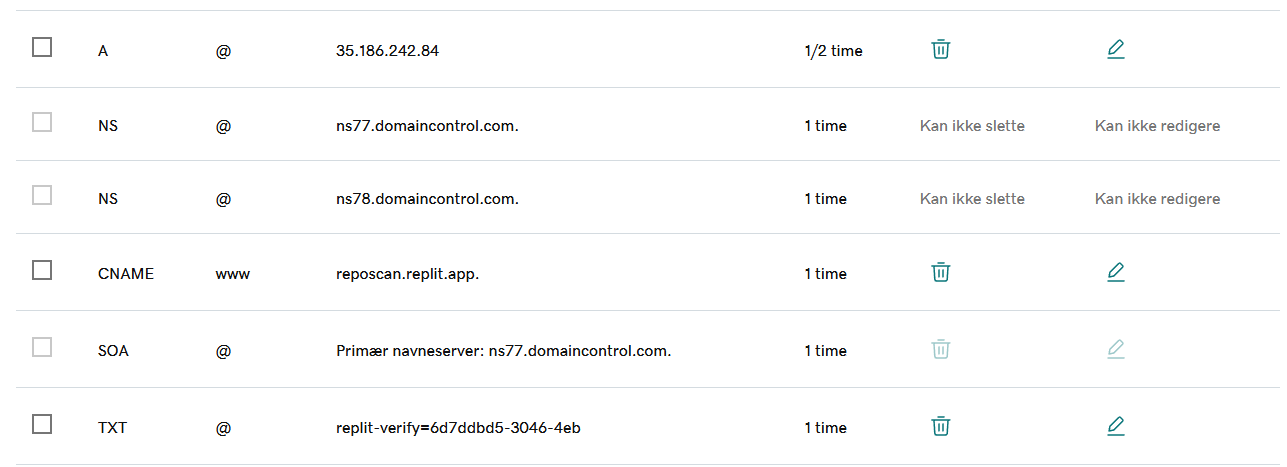 A @ 35.186.242.84 1/2 time
NS @ ns77.domaincontrol.com. 1 time Kan ikke slette Kan ikke redigere
NS @ ns78.domaincontrol.com. 1 time Kan ikke slette Kan ikke redigere
CNAME www reposcan.replit.app. 1 time
SOA @ Primær navneserver: ns77.domaincontrol.com. 1 time
TXT @ replit-verify=6d7ddbd5-3046-4eb 1 time